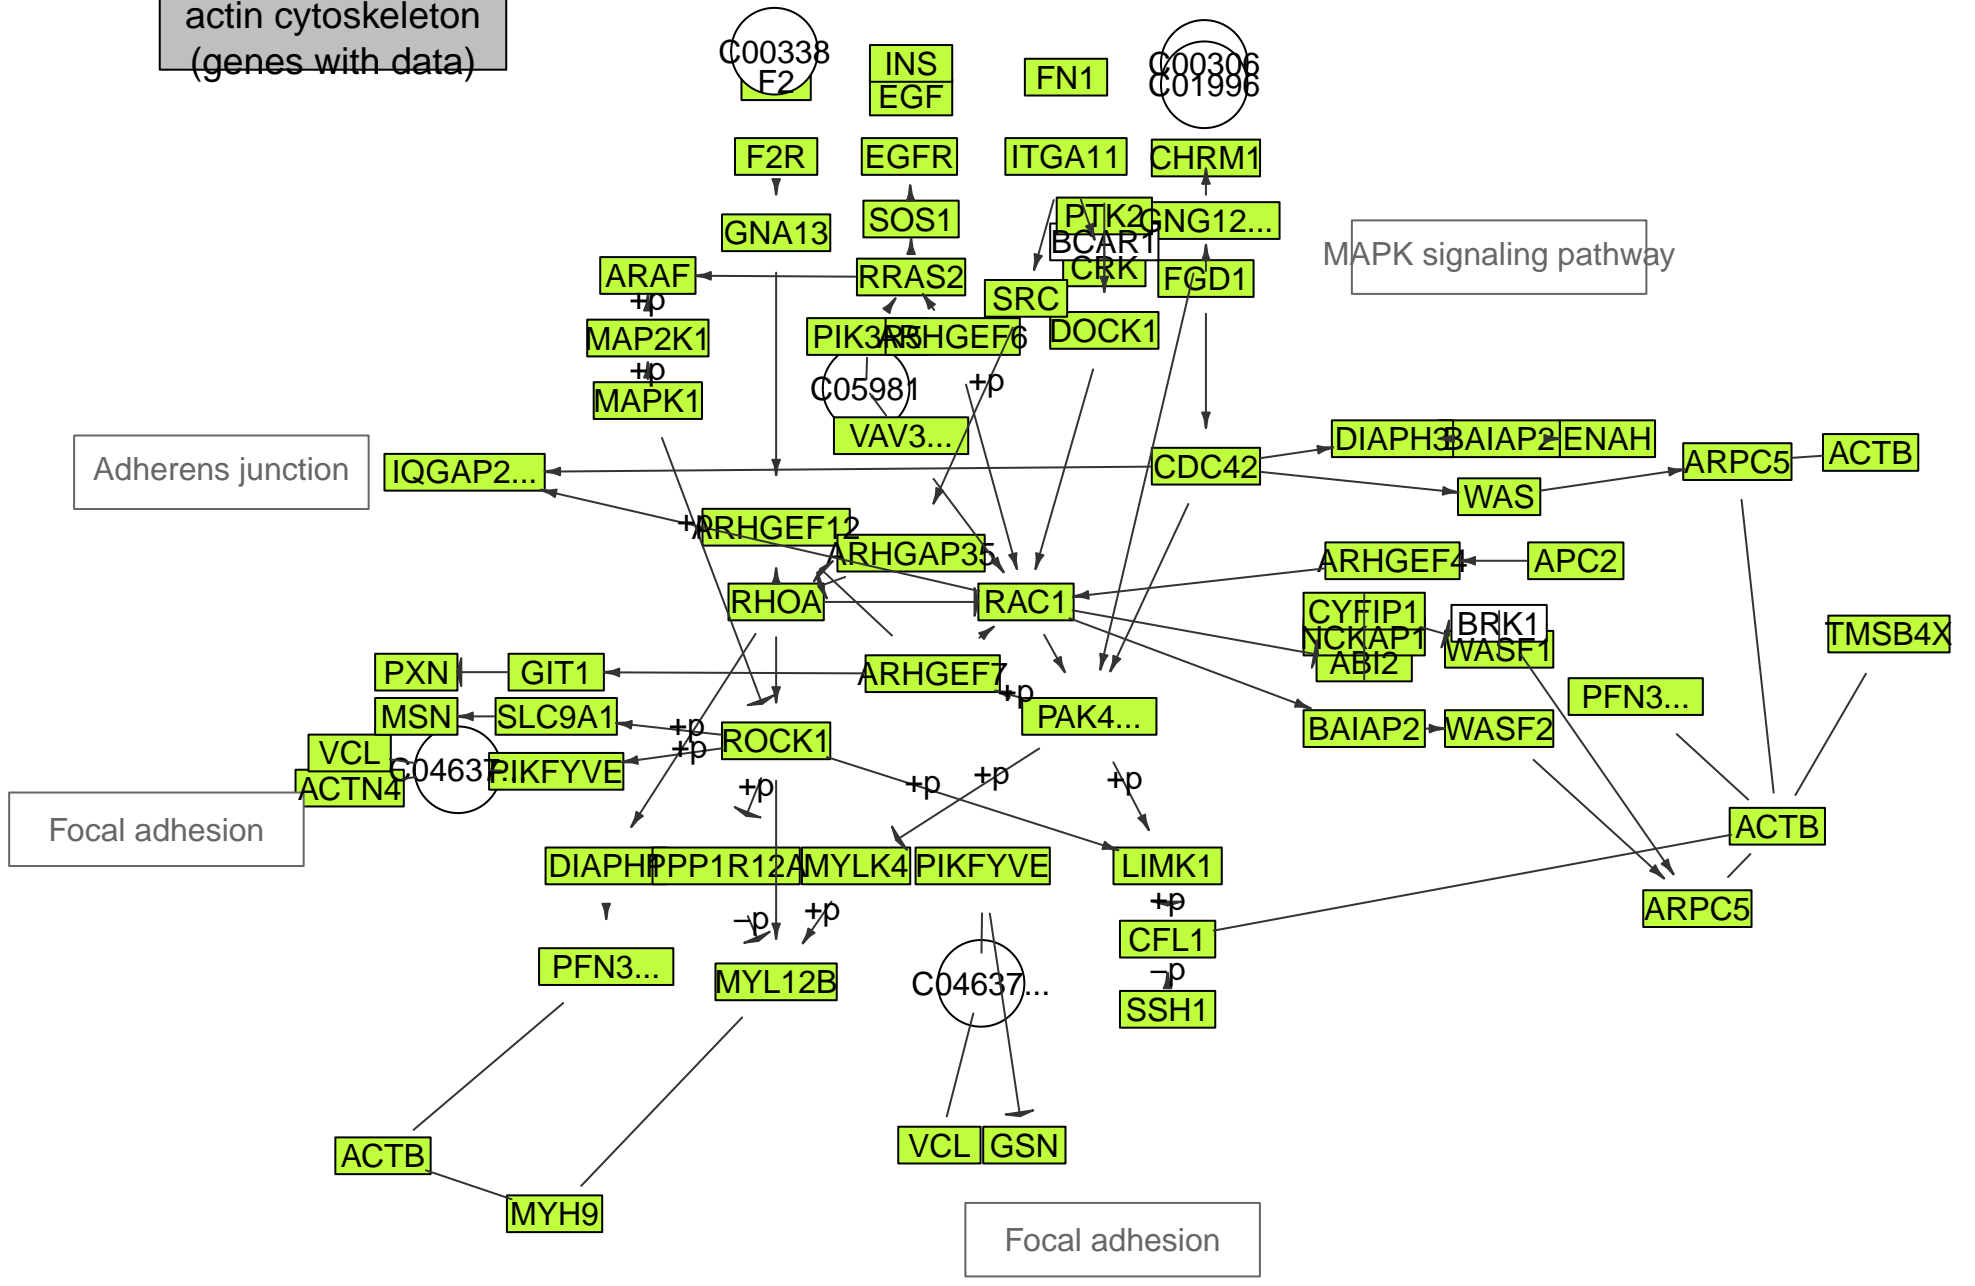 actin cytoskeleton
(genes with data)
C00338
F2
INS
EGF
FN1
C00306
C01996
F2R
EGFR
ITGA11
CHRM1
GNA13
SOS1
PTK2
GNG12...
BCAR1
MAPK signaling pathway
ARAF
RRAS2
CRK
FGD1
SRC
+p
MAP2K1
PIK3R5
ARHGEF6
DOCK1
+p
C05981
+p
MAPK1
VAV3...
DIAPH3
BAIAP2
ENAH
ACTB
Adherens junction
IQGAP2...
CDC42
ARPC5
WAS
+p
ARHGEF12
ARHGAP35
ARHGEF4
APC2
RHOA
RAC1
CYFIP1
BRK1
NCKAP1
WASF1
TMSB4X
ABI2
PXN
GIT1
ARHGEF7
+p
PFN3...
MSN
SLC9A1
+p
PAK4...
ROCK1
BAIAP2
WASF2
VCL
+p
C04637...
PIKFYVE
ACTN4
+p
+p
+p
+p
Focal adhesion
ACTB
DIAPH
PPP1R12A
MYLK4
PIKFYVE
LIMK1
+p
−p
+p
ARPC5
CFL1
PFN3...
MYL12B
C04637...
−p
SSH1
ACTB
VCL
GSN
MYH9
Focal adhesion